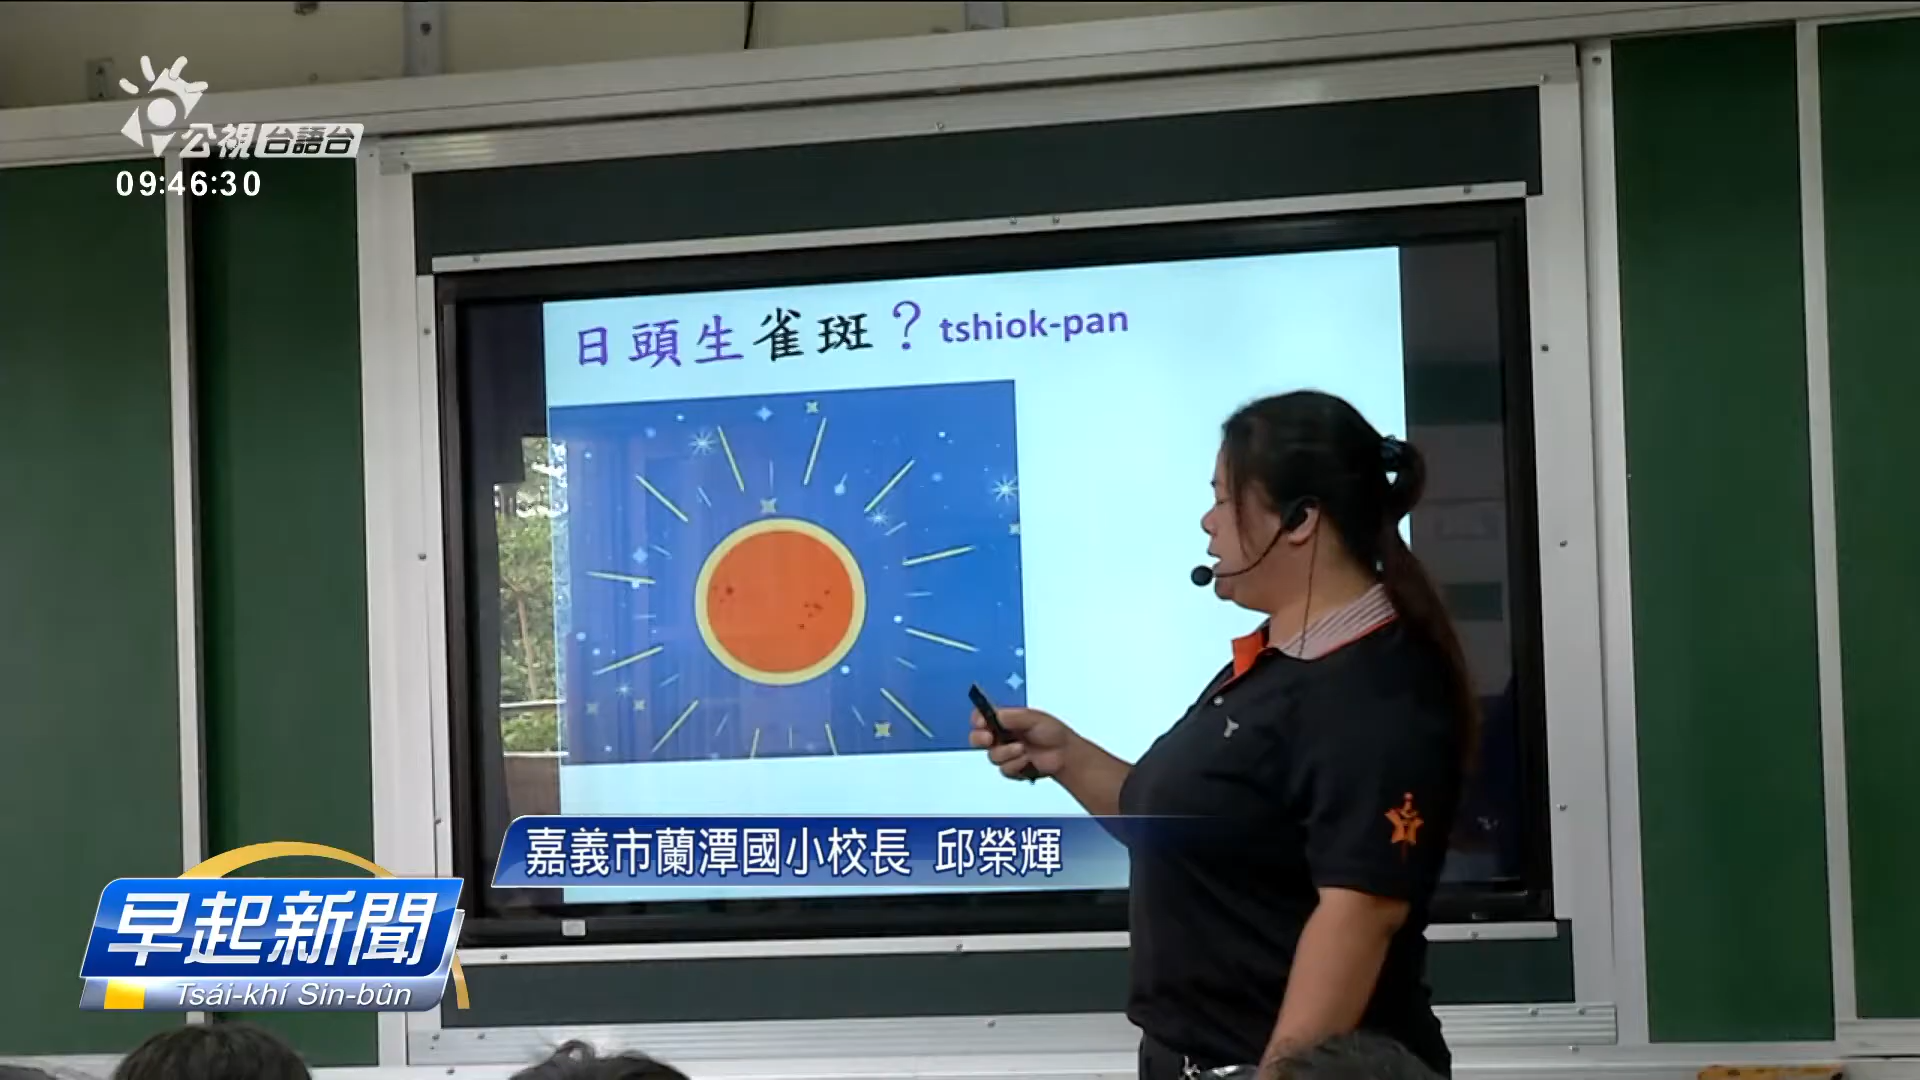 公視台語台
09:46:30
日頭生雀斑？tshiok-pan
嘉義市蘭潭國小校長 邱榮輝
早起新聞
Tsái-khí Sin-bûn